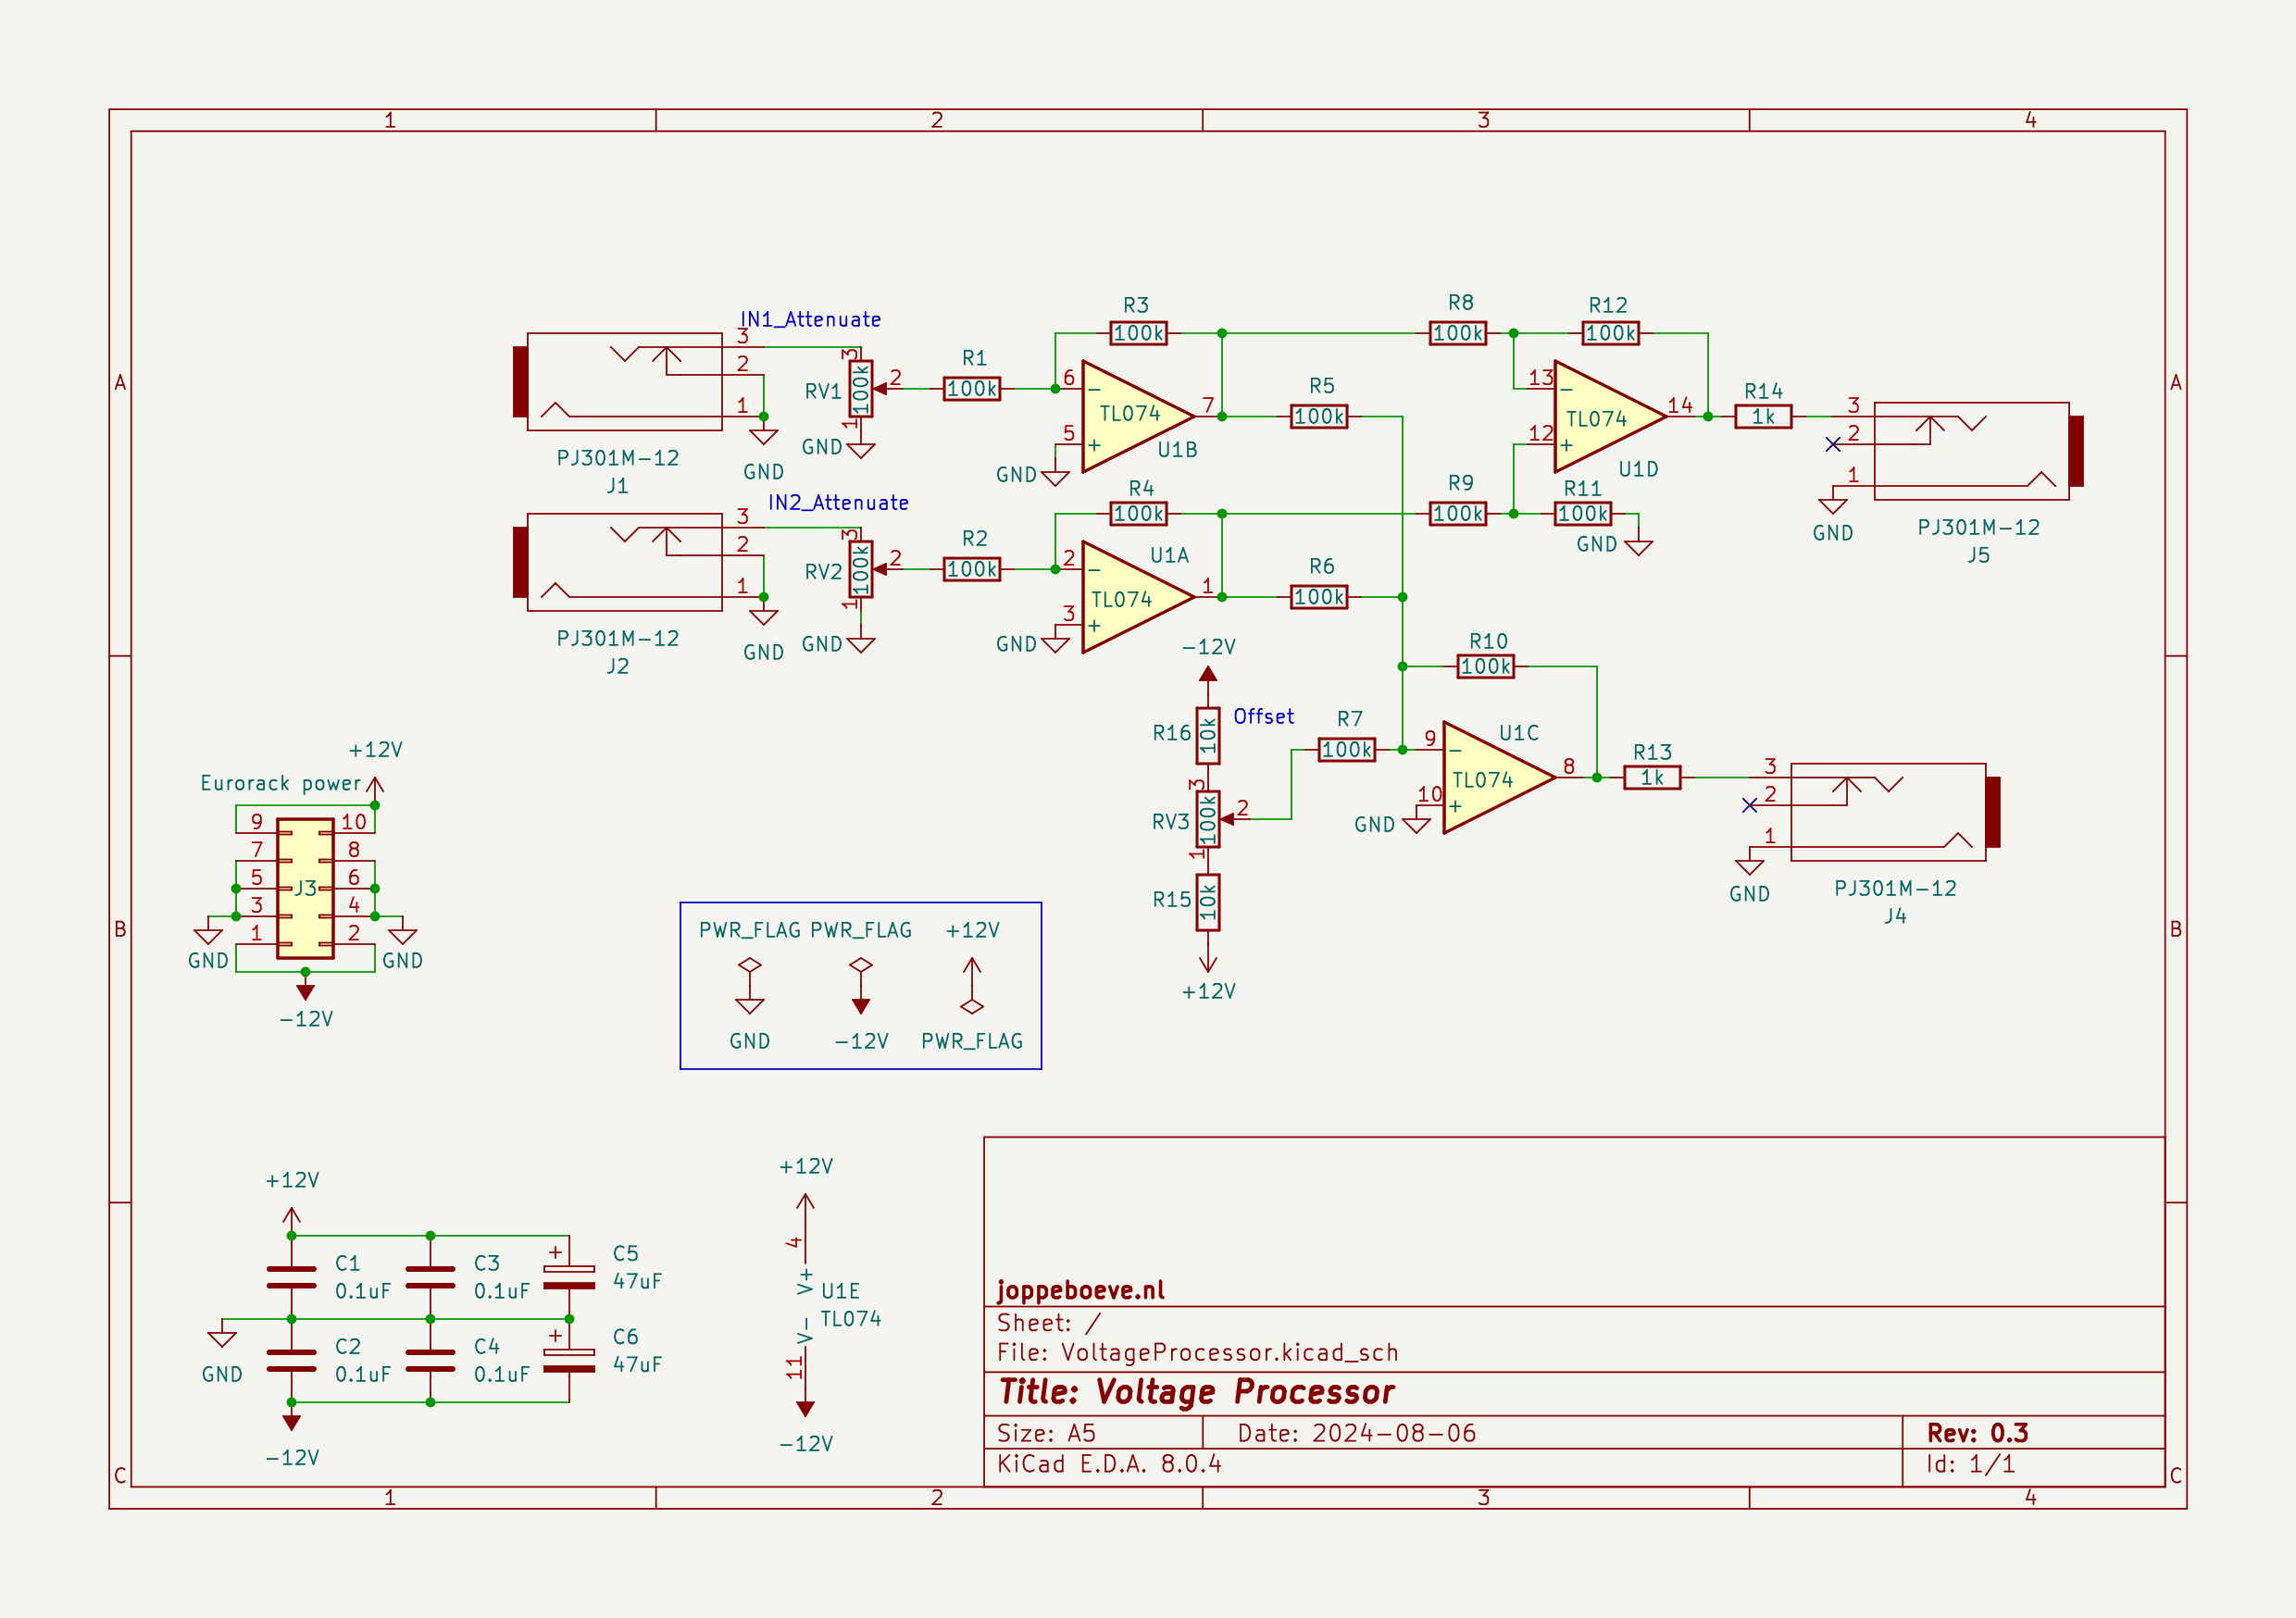 1 2 3 4
A A
B B
C C
IN1_Attenuate
3
2
1
GND
PJ301M-12
J1
RV1
100k
3
2
1
GND
R1
100k
R3
100k
6
5
7
TL074
U1B
GND
R5
100k
R8
100k
R12
100k
13
12
14
TL074
U1D
R14
1k
3
2
1
GND
PJ301M-12
J5
IN2_Attenuate
3
2
1
GND
PJ301M-12
J2
RV2
100k
3
2
1
GND
R2
100k
R4
100k
2
3
1
U1A
TL074
GND
R6
100k
R9
100k
R11
100k
GND
-12V
R16
10k
Offset
RV3
100k
3
2
1
R15
10k
+12V
R7
100k
R10
100k
9
10
8
U1C
TL074
GND
R13
1k
3
2
1
GND
PJ301M-12
J4
+12V
Eurorack power
9 10
7 8
5 J3 6
3 4
1 2
GND GND
-12V
PWR_FLAG PWR_FLAG +12V
GND -12V PWR_FLAG
+12V
C1
0.1uF
C3
0.1uF
+
C5
47uF
GND
C2
0.1uF
C4
0.1uF
+
C6
47uF
-12V
+12V
4
V+
U1E
TL074
V-
11
-12V
joppeboeve.nl
Sheet: /
File: VoltageProcessor.kicad_sch
Title: Voltage Processor
Size: A5 Date: 2024-08-06 Rev: 0.3
KiCad E.D.A. 8.0.4 Id: 1/1
1 2 3 4